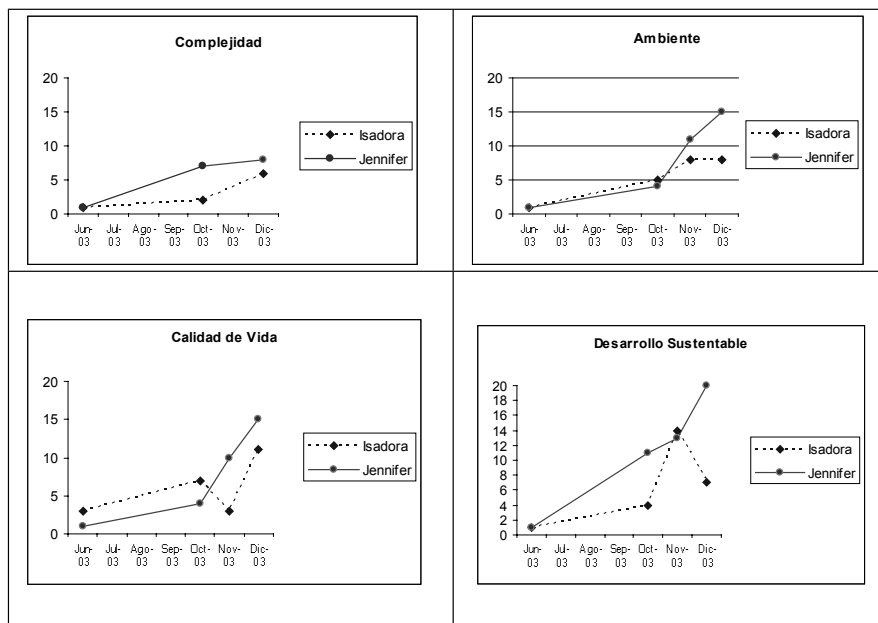 Complejidad
20
15
10
5
0
Jun- Jul- Ago- Sep- Oct- Nov- Dic-
03 03 03 03 03 03 03
Isadora
Jennifer
Ambiente
20
15
10
5
0
Jun- Jul- Ago- Sep- Oct- Nov- Dic-
03 03 03 03 03 03 03
Isadora
Jennifer
Calidad de Vida
20
15
10
5
0
Jun- Jul- Ago- Sep- Oct- Nov- Dic-
03 03 03 03 03 03 03
Isadora
Jennifer
Desarrollo Sustentable
20
18
16
14
12
10
8
6
4
2
0
Jun- Jul- Ago- Sep- Oct- Nov- Dic-
03 03 03 03 03 03 03
Isadora
Jennifer